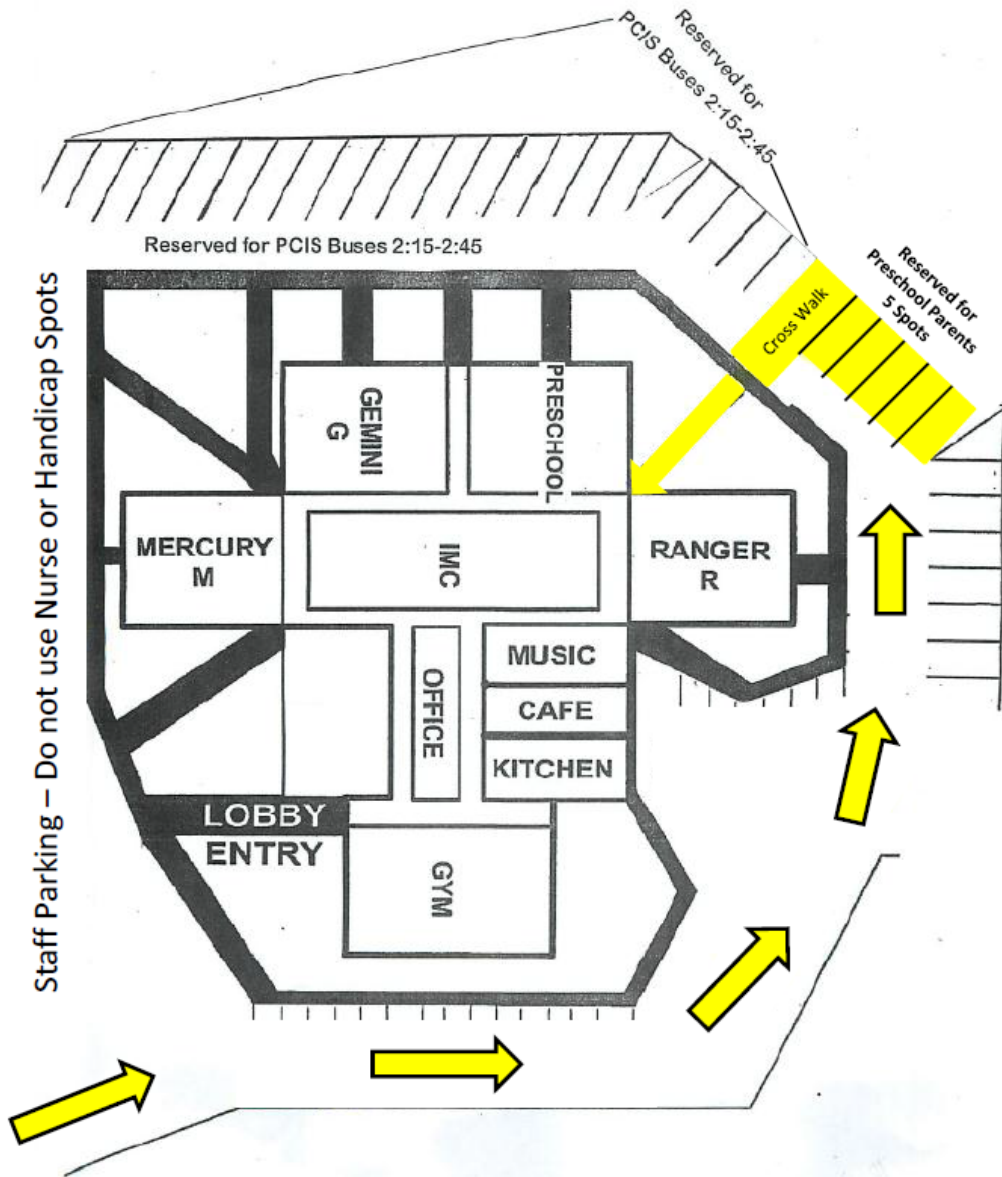 Reserved for
PCIS Buses 2:15-2:45
Reserved for PCIS Buses 2:15-2:45
Reserved for
Preschool Parents
5 Spots
Cross Walk
Staff Parking – Do not use Nurse or Handicap Spots
GEMINI
G
PRESCHOOL
MERCURY
M
IMC
RANGER
R
OFFICE
MUSIC
CAFE
KITCHEN
LOBBY
ENTRY
GYM